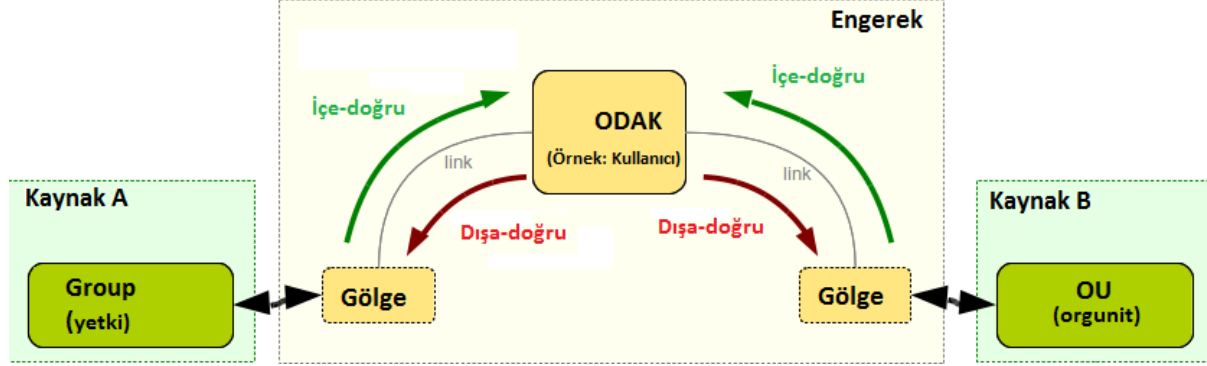 Engerek
İçe-doğru
İçe-doğru
ODAK
(Örnek: Kullanıcı)
link
link
Kaynak A
Kaynak B
Dışa-doğru
Dışa-doğru
Group
(yetki)
Gölge
Gölge
OU
(orgunit)